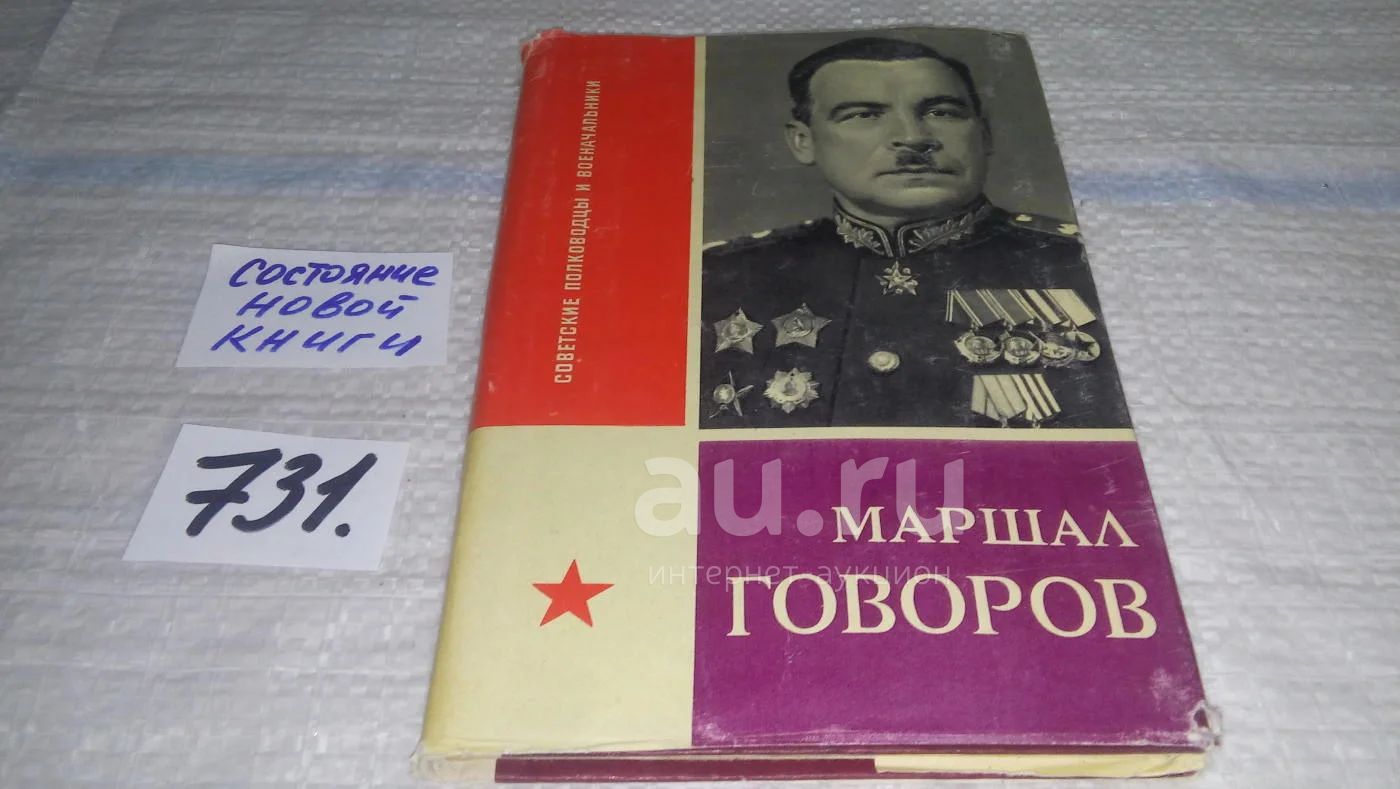 СОВЕТСКИЕ ПОЛКОВОДЦЫ И ВОЕНАЧАЛЬНИКИ
состояние
новой
книги
731.
au.ru
интернет аукцион
МАРШАЛ
ГОВОРОВ